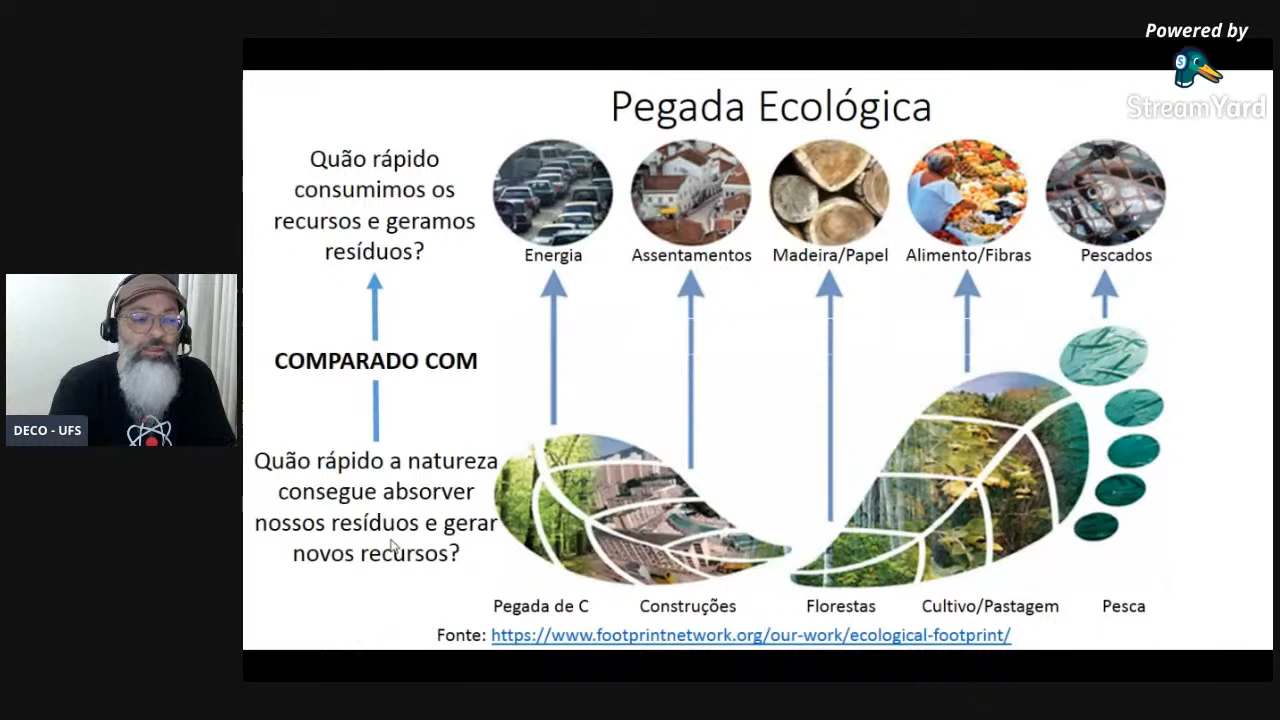 Powered by
StreamYard
Pegada Ecológica
Quão rápido
consumimos os
recursos e geramos
resíduos?
Energia
Assentamentos
Madeira/Papel
Alimento/Fibras
Pescados
COMPARADO COM
DECO - UFS
Quão rápido a natureza
consegue absorver
nossos resíduos e gerar
novos recursos?
Pegada de C
Construções
Florestas
Cultivo/Pastagem
Pesca
Fonte: https://www.footprintnetwork.org/our-work/ecological-footprint/